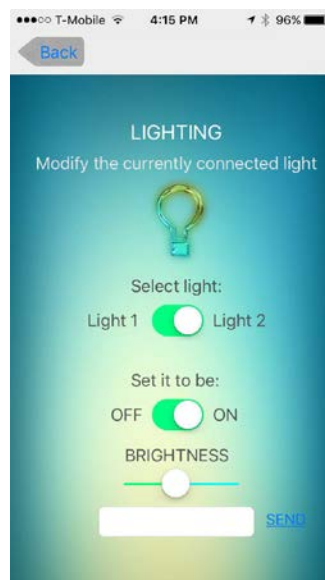 T-Mobile 4:15 PM 96%
Back
LIGHTING
Modify the currently connected light
Select light:
Light 1 Light 2
Set it to be:
OFF ON
BRIGHTNESS
SEND